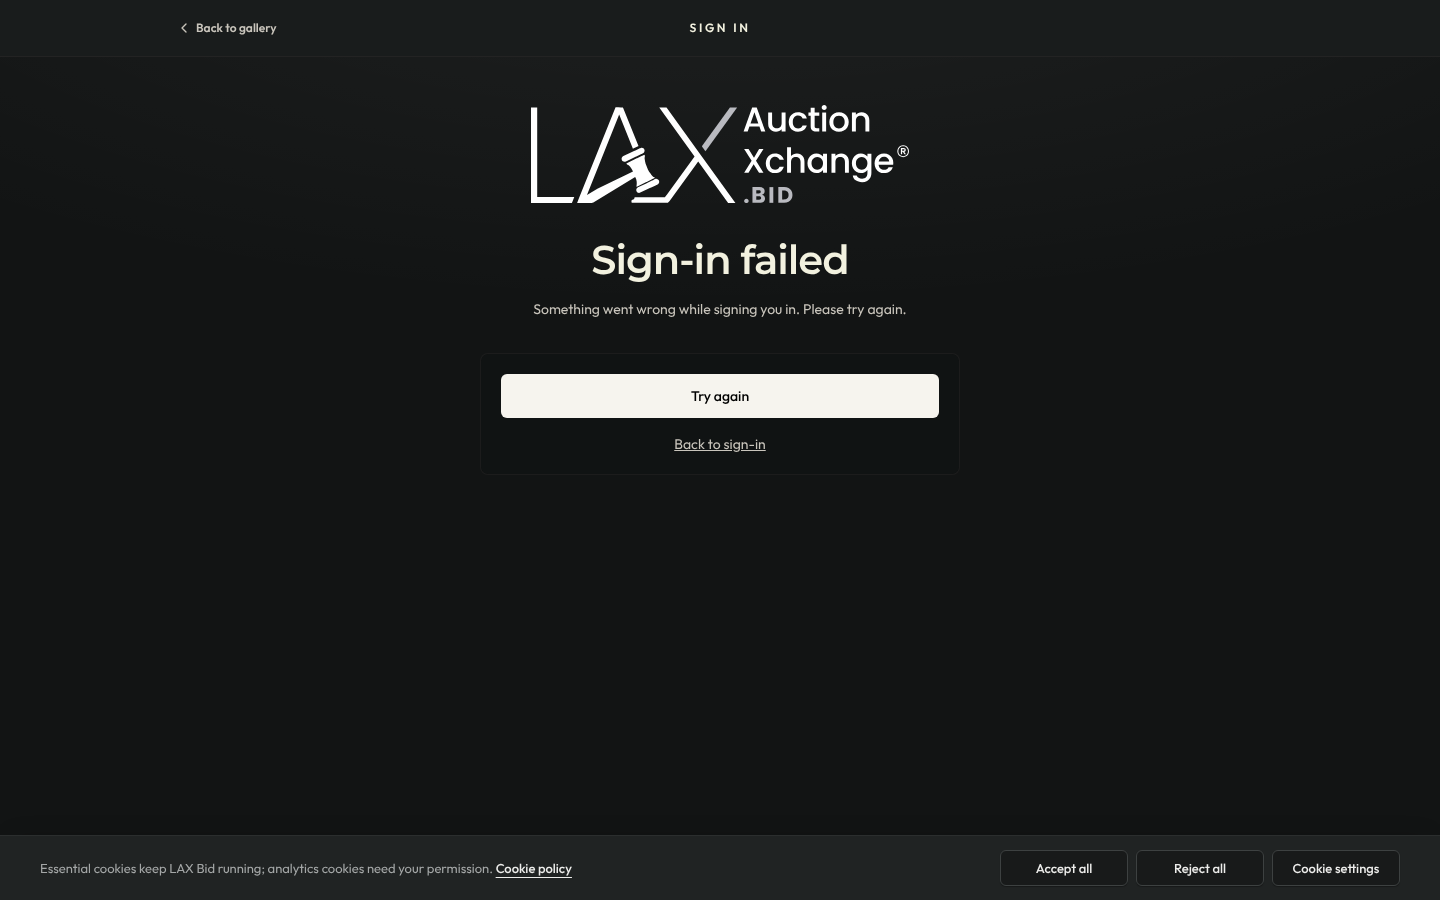 Back to gallery
SIGN IN
LAX Auction
Xchange®
.BID
Sign-in failed
Something went wrong while signing you in. Please try again.
Try again
Back to sign-in
Essential cookies keep LAX Bid running; analytics cookies need your permission. Cookie policy
Accept all
Reject all
Cookie settings